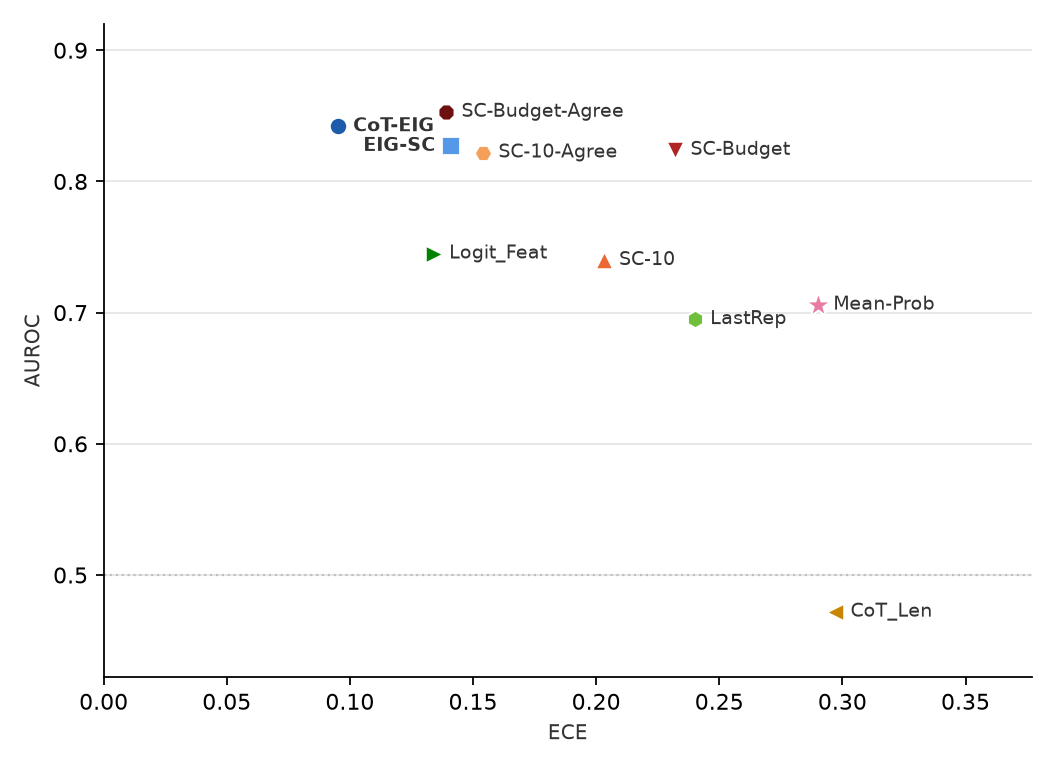 0.9
SC-Budget-Agree
CoT-EIG
EIG-SC
SC-10-Agree
SC-Budget
0.8
Logit_Feat
SC-10
Mean-Prob
0.7
LastRep
AUROC
0.6
0.5
CoT_Len
0.00 0.05 0.10 0.15 0.20 0.25 0.30 0.35
ECE